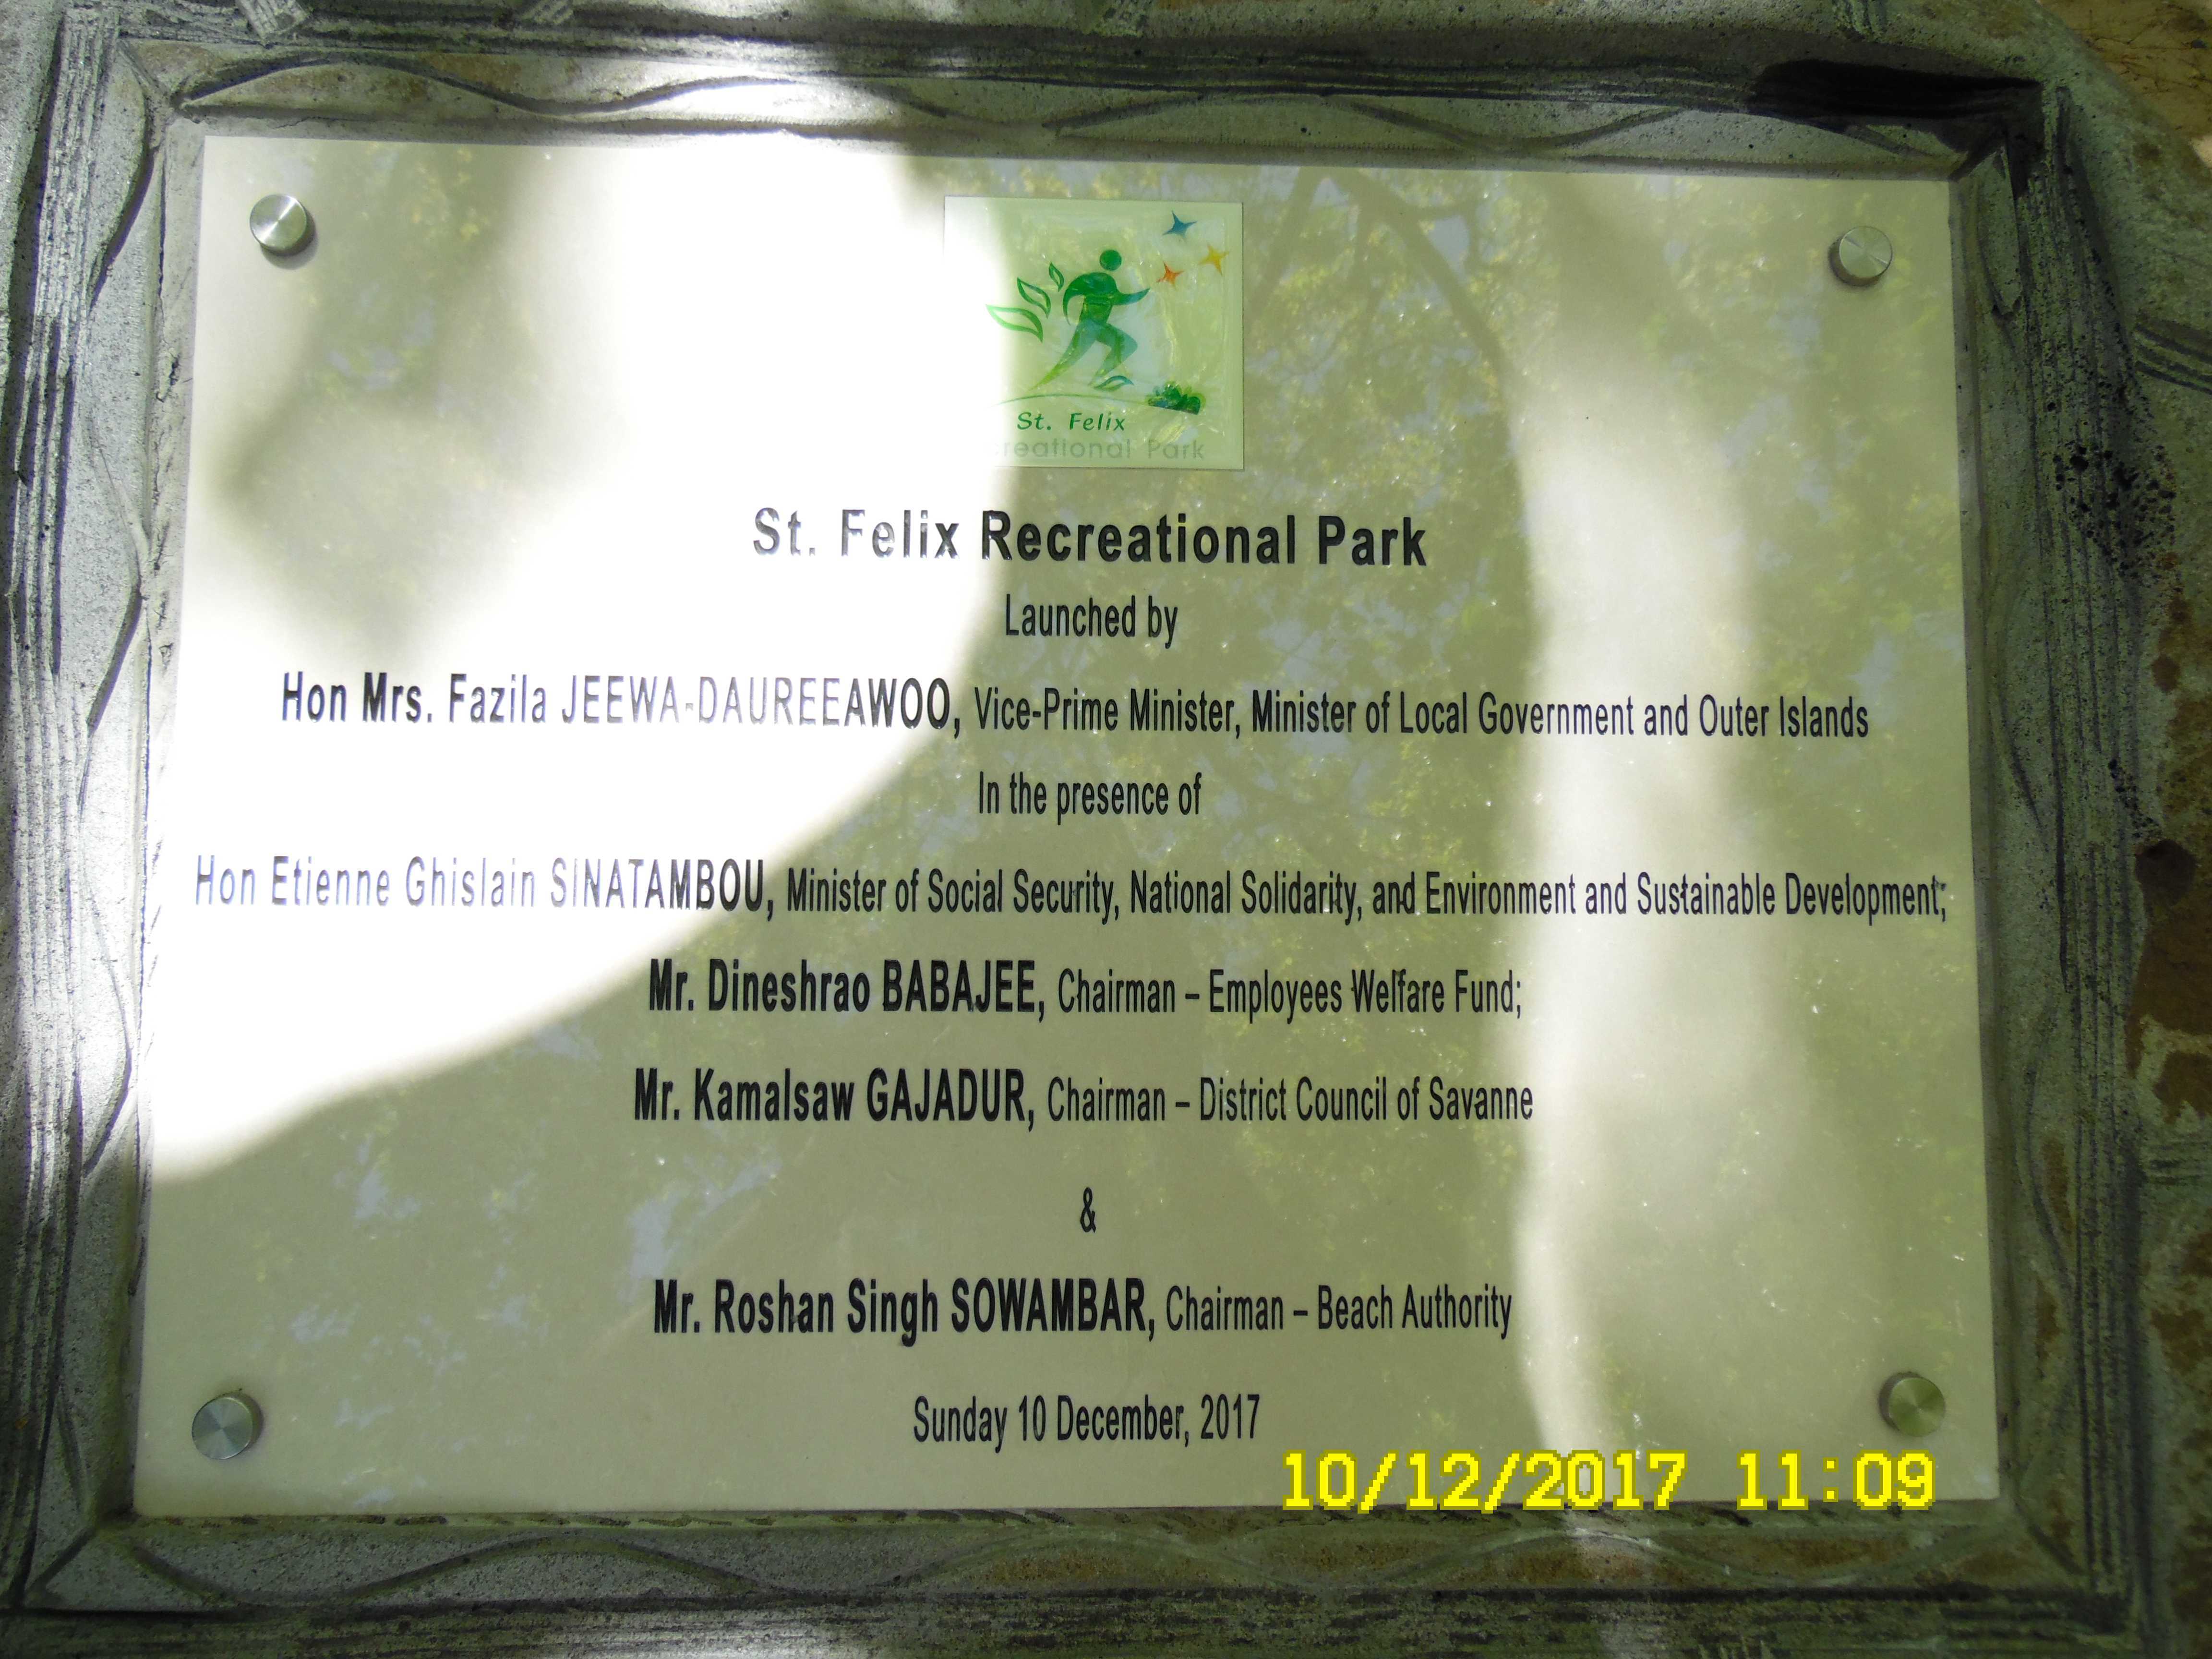 St. Felix
creational Park
St. Felix Recreational Park
Launched by
Hon Mrs. Fazila JEEWA-DAUREEAWOO, Vice-Prime Minister, Minister of Local Government and Outer Islands
In the presence of
Hon Etienne Ghislain SINATAMBOU, Minister of Social Security, National Solidarity, and Environment and Sustainable Development;
Mr. Dineshrao BABAJEE, Chairman – Employees Welfare Fund;
Mr. Kamalsaw GAJADUR, Chairman – District Council of Savanne
&
Mr. Roshan Singh SOWAMBAR, Chairman – Beach Authority
Sunday 10 December, 2017
10/12/2017 11:09